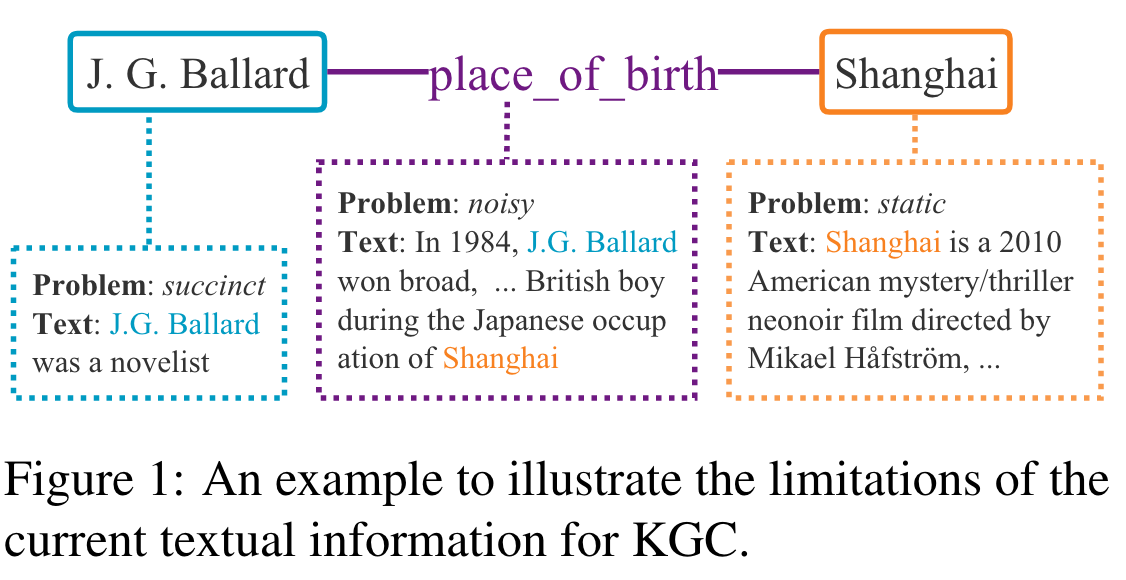 J. G. Ballard place_of_birth Shanghai
Problem: succinct
Text: J.G. Ballard
was a novelist
Problem: noisy
Text: In 1984, J.G. Ballard
won broad, ... British boy
during the Japanese occup
ation of Shanghai
Problem: static
Text: Shanghai is a 2010
American mystery/thriller
neonoir film directed by
Mikael Håfström, ...
Figure 1: An example to illustrate the limitations of the
current textual information for KGC.